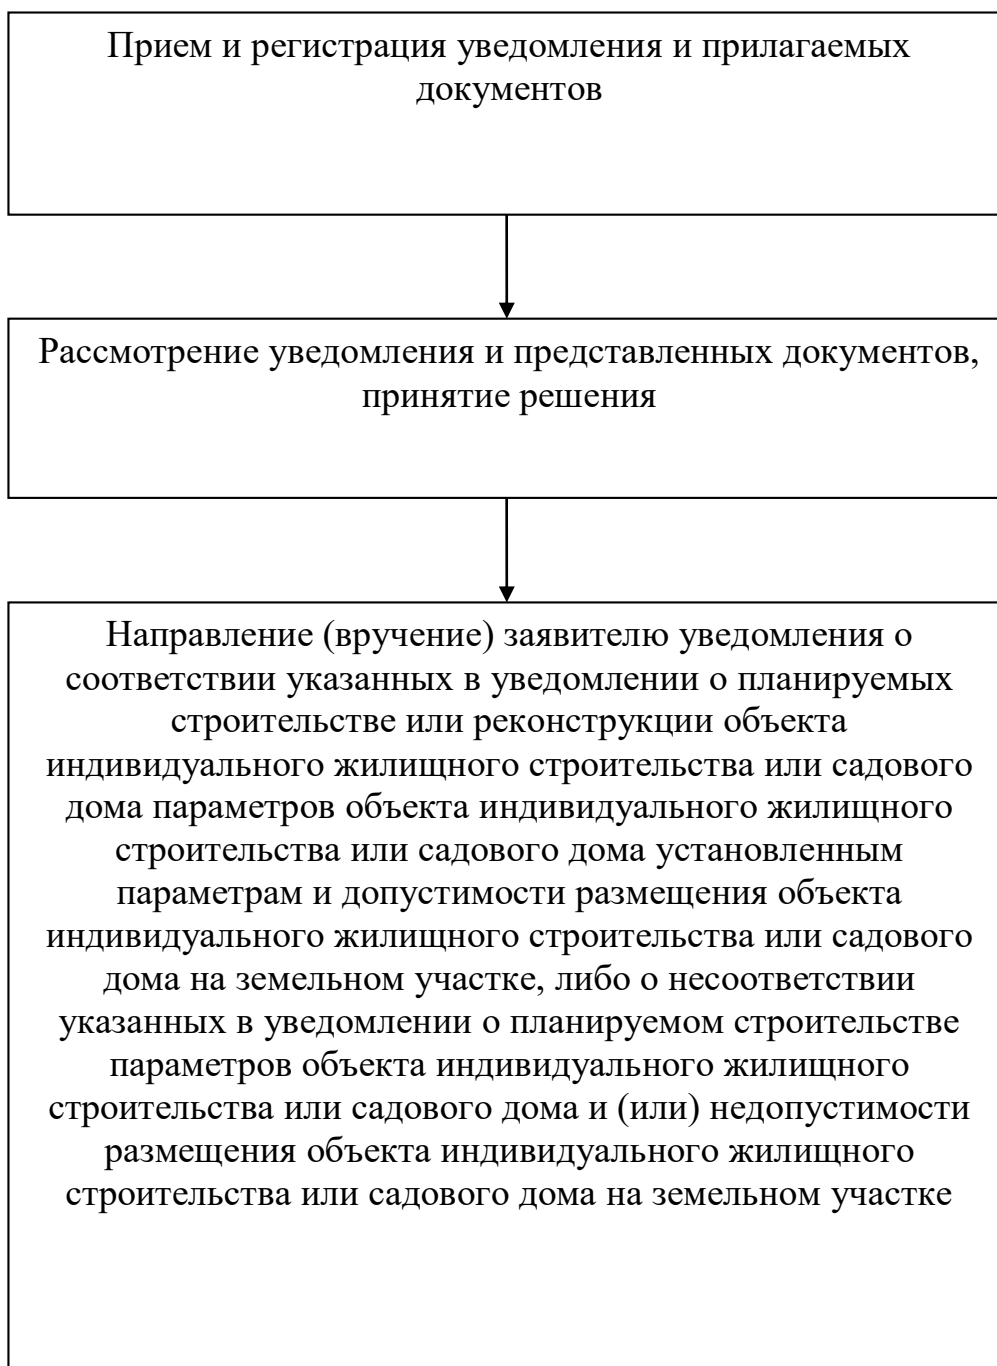 Прием и регистрация уведомления и прилагаемых
документов
Рассмотрение уведомления и представленных документов,
принятие решения
Направление (вручение) заявителю уведомления о
соответствии указанных в уведомлении о планируемых
строительстве или реконструкции объекта
индивидуального жилищного строительства или садового
дома параметров объекта индивидуального жилищного
строительства или садового дома установленным
параметрам и допустимости размещения объекта
индивидуального жилищного строительства или садового
дома на земельном участке, либо о несоответствии
указанных в уведомлении о планируемом строительстве
параметров объекта индивидуального жилищного
строительства или садового дома и (или) недопустимости
размещения объекта индивидуального жилищного
строительства или садового дома на земельном участке